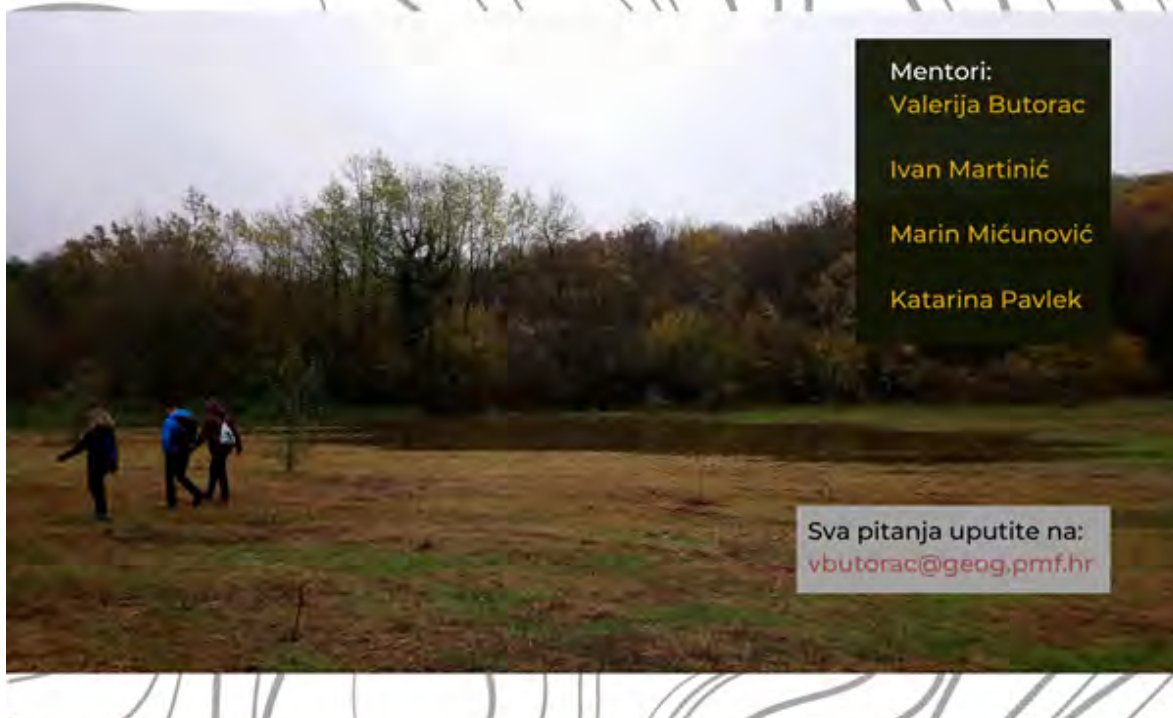 Mentori:
Valerija Butorac
Ivan Martinić
Marin Mićunović
Katarina Pavlek
Sva pitanja uputite na:
vbutorac@geog.pmf.hr